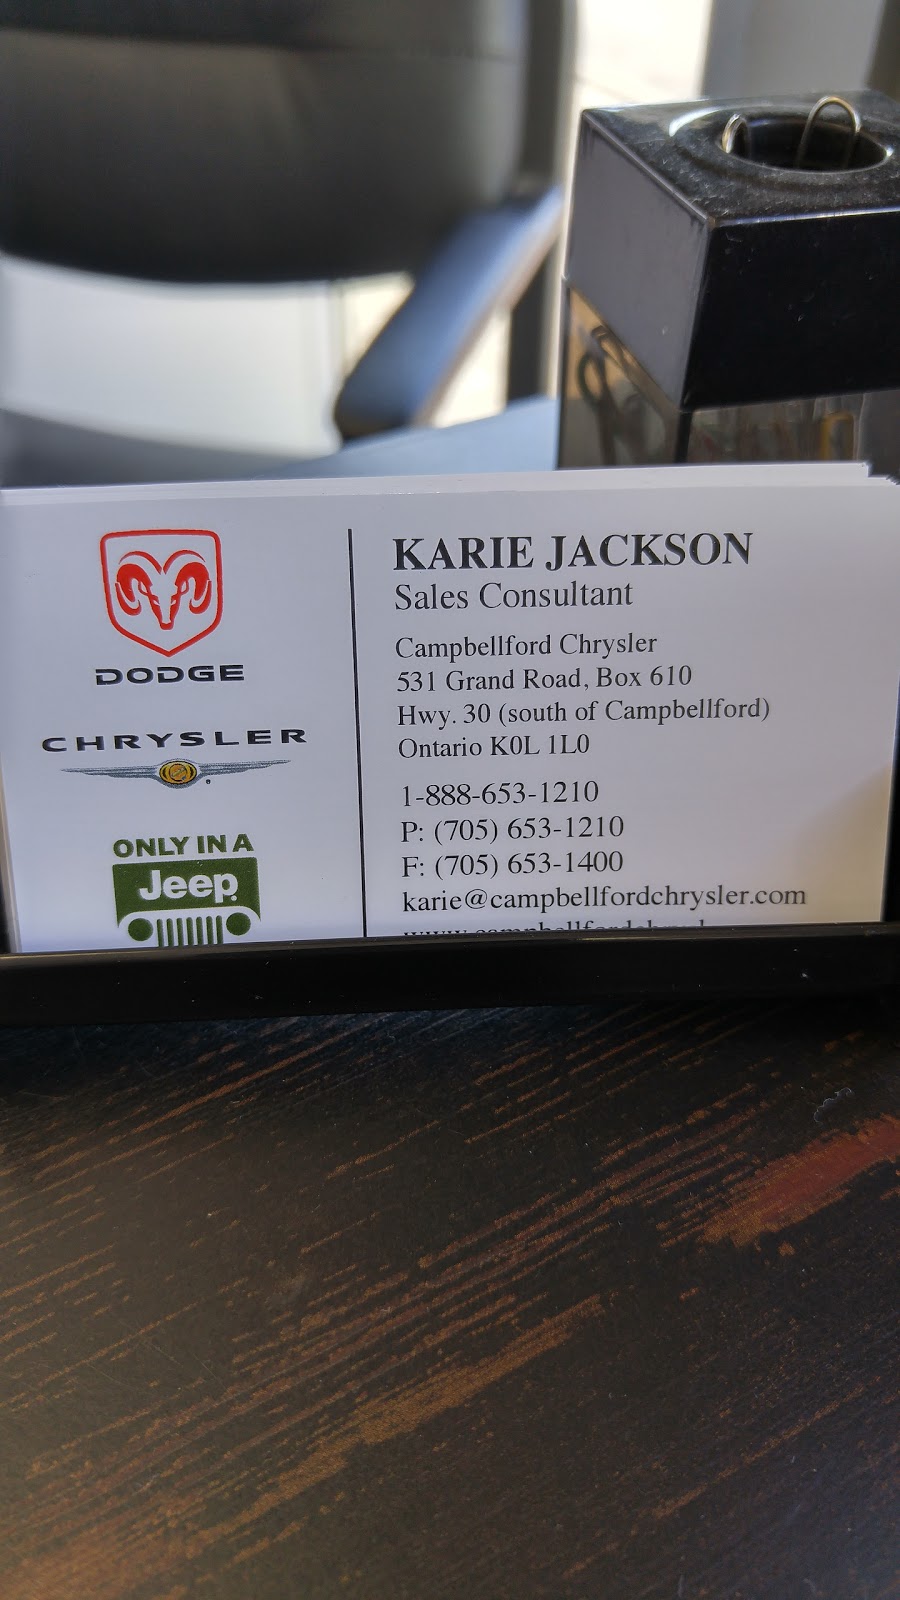 DODGE
CHRYSLER
ONLY IN A
Jeep
KARIE JACKSON
Sales Consultant
Campbellford Chrysler
531 Grand Road, Box 610
Hwy. 30 (south of Campbellford)
Ontario K0L 1L0
1-888-653-1210
P: (705) 653-1210
F: (705) 653-1400
karie@campbellfordchrysler.com